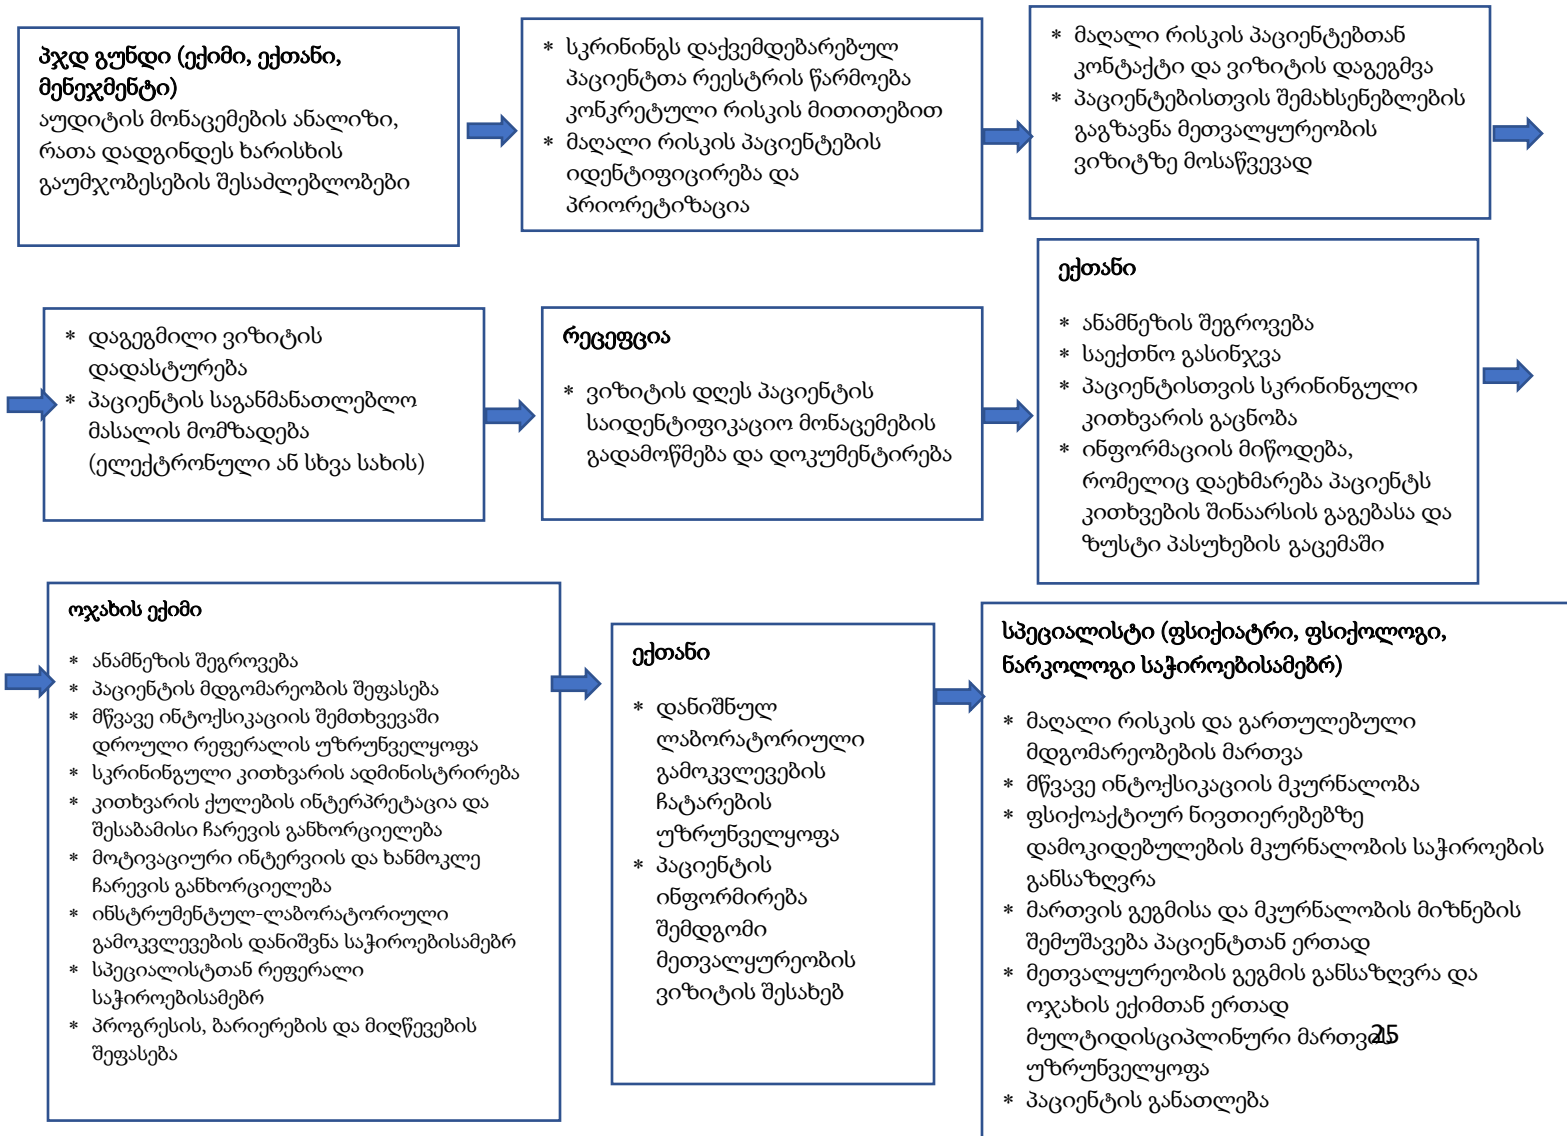 პჯდ გუნდი (ექიმი, ექთანი,
მენეჯმენტი)
აუდიტის მონაცემების ანალიზი,
რათა დადგინდეს ხარისხის
გაუმჯობესების შესაძლებლობები
* სკრინინგს დაქვემდებარებულ
პაციენტთა რეესტრის წარმოება
კონკრეტული რისკის მითითებით
* მაღალი რისკის პაციენტების
იდენტიფიცირება და
პრიორეტიზაცია
* მაღალი რისკის პაციენტებთან
კონტაქტი და ვიზიტის დაგეგმვა
* პაციენტებისთვის შემახსენებლების
გაგზავნა მეთვალყურეობის
ვიზიტზე მოსაწვევად
* დაგეგმილი ვიზიტის
დადასტურება
* პაციენტის საგანმანათლებლო
მასალის მომზადება
(ელექტრონული ან სხვა სახის)
რეცეფცია
* ვიზიტის დღეს პაციენტის
საიდენტიფიკაციო მონაცემების
გადამოწმება და დოკუმენტირება
ექთანი
* ანამნეზის შეგროვება
* საექთნო გასინჯვა
* პაციენტისთვის სკრინინგული
კითხვარის გაცნობა
* ინფორმაციის მიწოდება,
რომელიც დაეხმარება პაციენტს
კითხვების შინაარსის გაგებასა და
ზუსტი პასუხების გაცემაში
ოჯახის ექიმი
* ანამნეზის შეგროვება
* პაციენტის მდგომარეობის შეფასება
* მწვავე ინტოქსიკაციის შემთხვევაში
დროული რეფერალის უზრუნველყოფა
* სკრინინგული კითხვარის ადმინისტრირება
* კითხვარის ქულების ინტერპრეტაცია და
შესაბამისი ჩარევის განხორციელება
* მოტივაციური ინტერვიის და ხანმოკლე
ჩარევის განხორციელება
* ინსტრუმენტულ-ლაბორატორიული
გამოკვლევების დანიშვნა საჭიროებისამებრ
* სპეციალისტთან რეფერალი
საჭიროებისამებრ
* პროგრესის, ბარიერების და მიღწევების
შეფასება
ექთანი
* დანიშნულ
ლაბორატორიული
გამოკვლევების
ჩატარების
უზრუნველყოფა
* პაციენტის
ინფორმირება
შემდგომი
მეთვალყურეობის
ვიზიტის შესახებ
სპეციალისტი (ფსიქიატრი, ფსიქოლოგი,
ნარკოლოგი საჭიროებისამებრ)
* მაღალი რისკის და გართულებული
მდგომარეობების მართვა
* მწვავე ინტოქსიკაციის მკურნალობა
* ფსიქოაქტიურ ნივთიერებებზე
დამოკიდებულების მკურნალობის საჭიროების
განსაზღვრა
* მართვის გეგმისა და მკურნალობის მიზნების
შემუშავება პაციენტთან ერთად
* მეთვალყურეობის გეგმის განსაზღვრა და
ოჯახის ექიმთან ერთად
მულტიდისციპლინური მართვის
უზრუნველყოფა
* პაციენტის განათლება
25